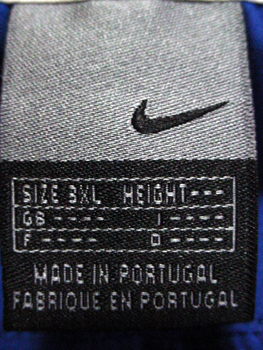 SIZE 3XL HEIGHT---
GB ---- I ----
F ---- D ----
MADE IN PORTUGAL
FABRIQUE EN PORTUGAL